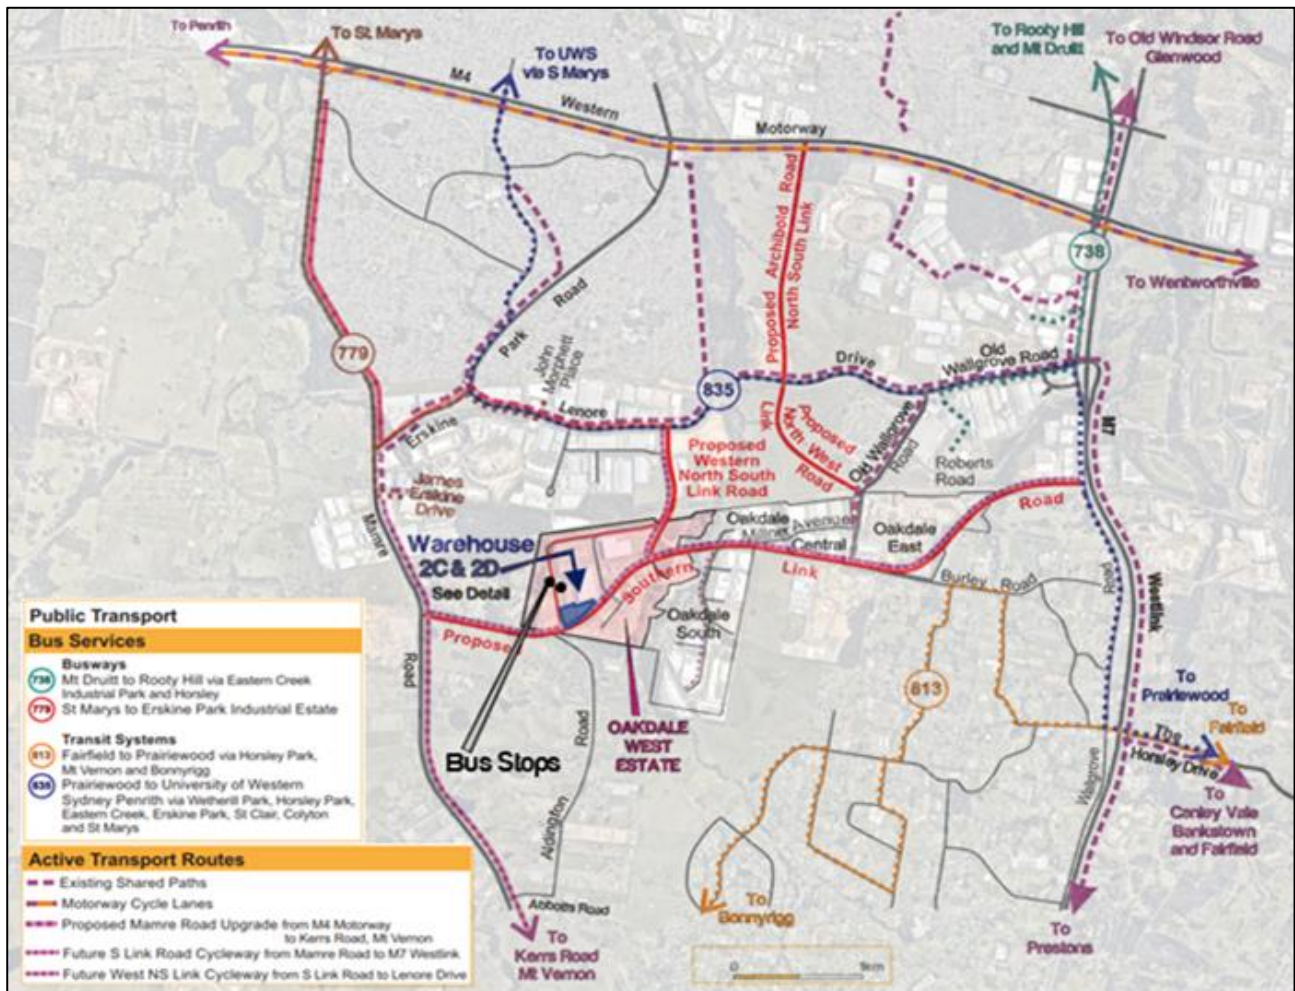 To Penrith
To St Marys
To UWS
via S Marys
To Rooty Hill
and Mt Druitt
To Old Windsor Road
Glenwood
M4
Western
Motorway
738
To Wentworthville
Proposed Archibold Road
North South Link
Park
Road
John
Morphett
Place
779
835
Drive
Old
Wallgrove Road
Lenore
Erskine
Link
Proposed
North West
Road
Old Wallgrove
Road
M7
Proposed
Western
North South
Link Road
Roberts
Road
James
Erskine
Drive
Mamre
Oakdale
Avenue
Central
Oakdale
East
Road
Warehouse
2C & 2D
See Detail
Southern
Link
Burley Road
Road
Westlink
Oakdale
South
Road
813
To
Prairiewood
To
Fairfield
The
Horsley Drive
OAKDALE
WEST
ESTATE
Bus Stops
Road
Aldington
Walgrove
To
Canley Vale
Bankstown
and Fairfield
Abbotts Road
To
Bonnyrigg
To
Kerrs Road
Mt Vernon
To
Prestons
0
Public Transport
Bus Services
Busways
738
Mt Druitt to Rooty Hill via Eastern Creek
Industrial Park and Horsley
779
St Marys to Erskine Park Industrial Estate
Transit Systems
813
Fairfield to Prairiewood via Horsley Park,
Mt Vernon and Bonnyrigg
835
Prairiewood to University of Western
Sydney Penrith via Wetherill Park, Horsley Park,
Eastern Creek, Erskine Park, St Clair, Colyton
and St Marys
Active Transport Routes
Existing Shared Paths
Motorway Cycle Lanes
Proposed Mamre Road Upgrade from M4 Motorway
to Kerrs Road, Mt Vernon
Future S Link Road Cycleway from Mamre Road to M7 Westlink
Future West NS Link Cycleway from S Link Road to Lenore Drive